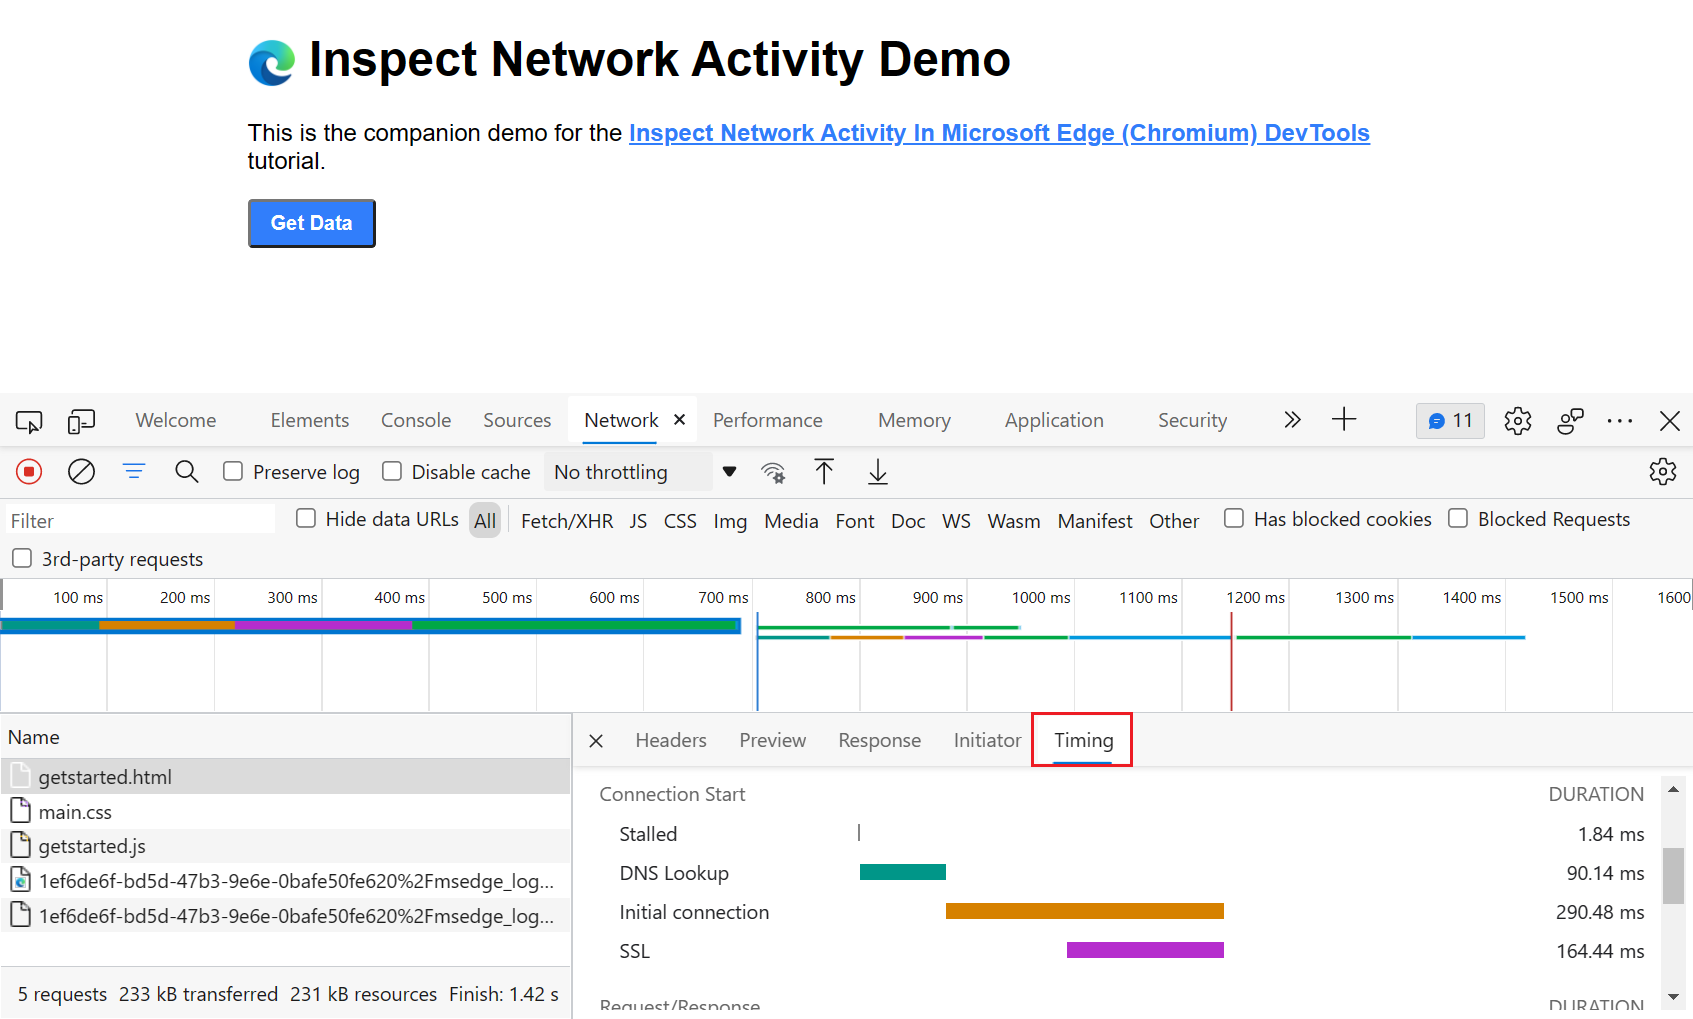 Inspect Network Activity Demo
This is the companion demo for the Inspect Network Activity In Microsoft Edge (Chromium) DevTools
tutorial.
Get Data
Welcome Elements Console Sources Network Performance Memory Application Security 11
Preserve log Disable cache No throttling
Filter Hide data URLs All Fetch/XHR JS CSS Img Media Font Doc WS Wasm Manifest Other Has blocked cookies Blocked Requests
3rd-party requests
100 ms 200 ms 300 ms 400 ms 500 ms 600 ms 700 ms 800 ms 900 ms 1000 ms 1100 ms 1200 ms 1300 ms 1400 ms 1500 ms 1600
Name
getstarted.html
main.css
getstarted.js
1ef6de6f-bd5d-47b3-9e6e-0bafe50fe620%2Fmsedge_log...
1ef6de6f-bd5d-47b3-9e6e-0bafe50fe620%2Fmsedge_log...
5 requests 233 kB transferred 231 kB resources Finish: 1.42 s
Headers Preview Response Initiator Timing
Connection Start DURATION
Stalled 1.84 ms
DNS Lookup 90.14 ms
Initial connection 290.48 ms
SSL 164.44 ms
Request/Response DURATION